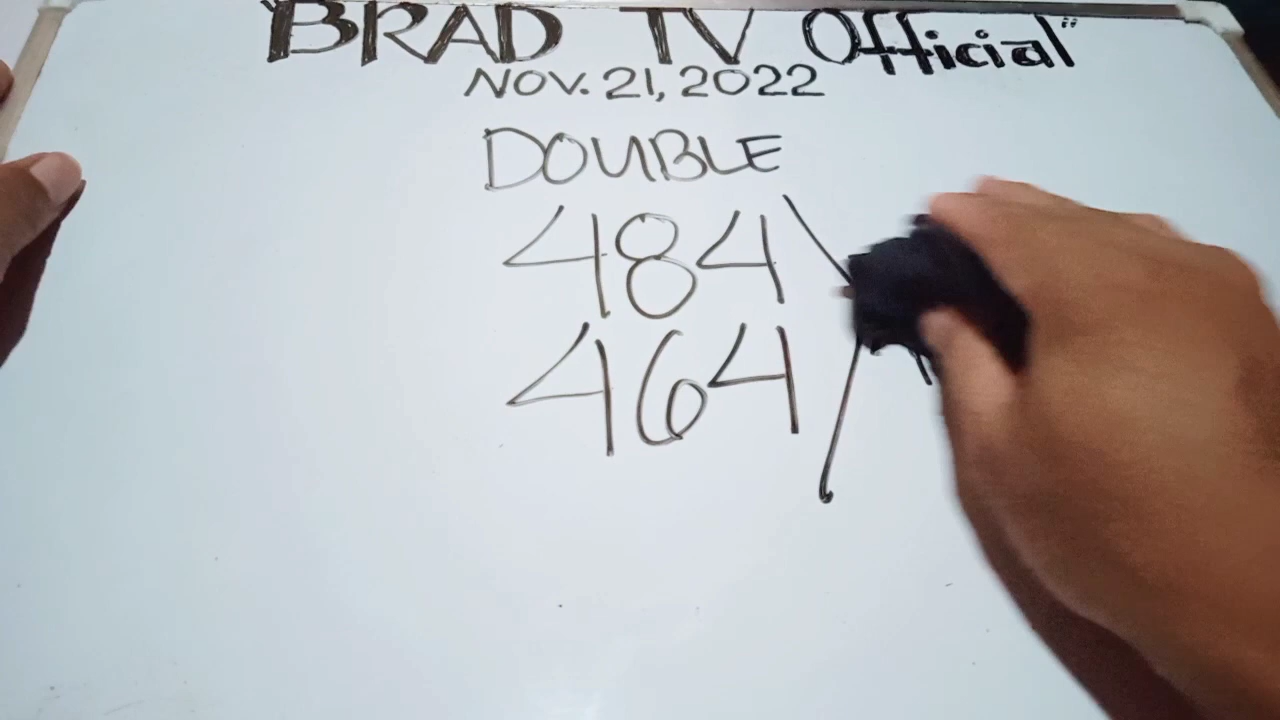 "BRAD TV Official"
NOV. 21, 2022
DOUBLE
484
464